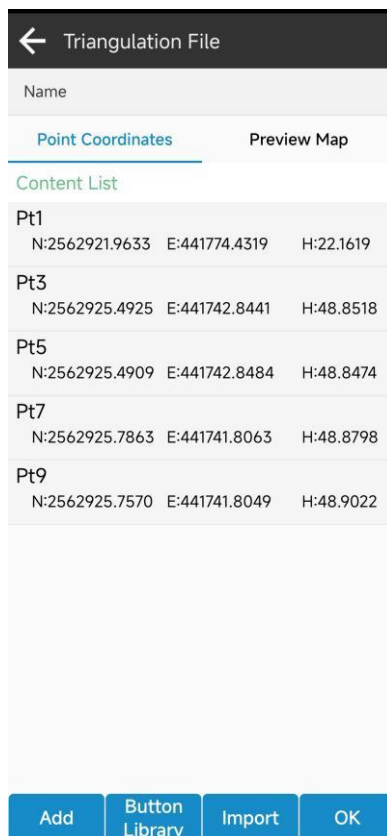 Triangulation File
Name
Point Coordinates Preview Map
Content List
Pt1
N:2562921.9633 E:441774.4319 H:22.1619
Pt3
N:2562925.4925 E:441742.8441 H:48.8518
Pt5
N:2562925.4909 E:441742.8484 H:48.8474
Pt7
N:2562925.7863 E:441741.8063 H:48.8798
Pt9
N:2562925.7570 E:441741.8049 H:48.9022
Add Button Library Import OK